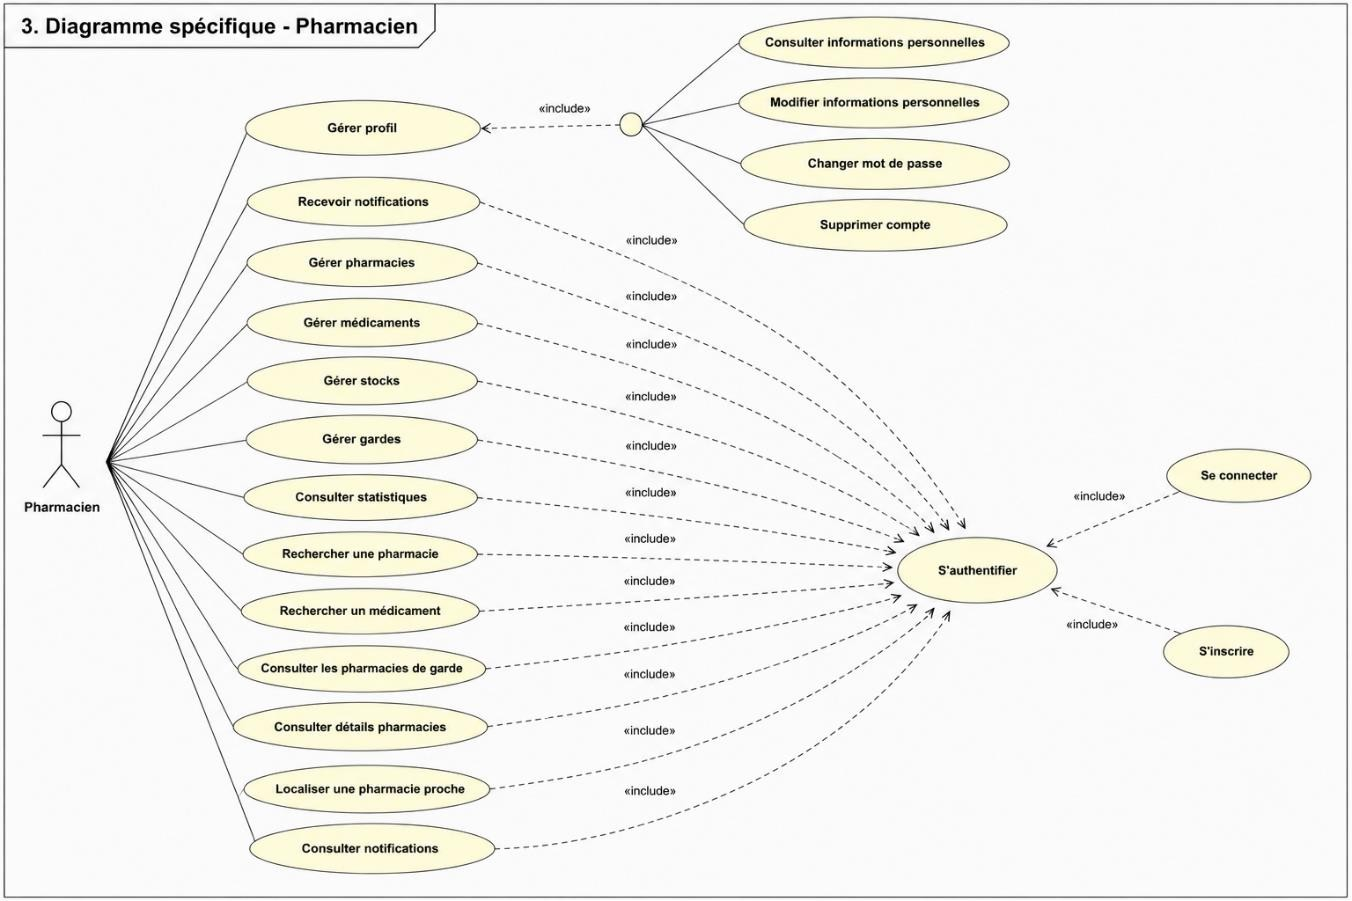 3. Diagramme spécifique - Pharmacien
Consulter informations personnelles
Modifier informations personnelles
«include»
Gérer profil
Changer mot de passe
Recevoir notifications
Supprimer compte
«include»
Gérer pharmacies
«include»
Gérer médicaments
«include»
Gérer stocks
«include»
Gérer gardes
«include»
Se connecter
Consulter statistiques
«include»
«include»
Pharmacien
«include»
Rechercher une pharmacie
S'authentifier
«include»
Rechercher un médicament
«include»
«include»
S'inscrire
Consulter les pharmacies de garde
«include»
Consulter détails pharmacies
«include»
Localiser une pharmacie proche
«include»
Consulter notifications